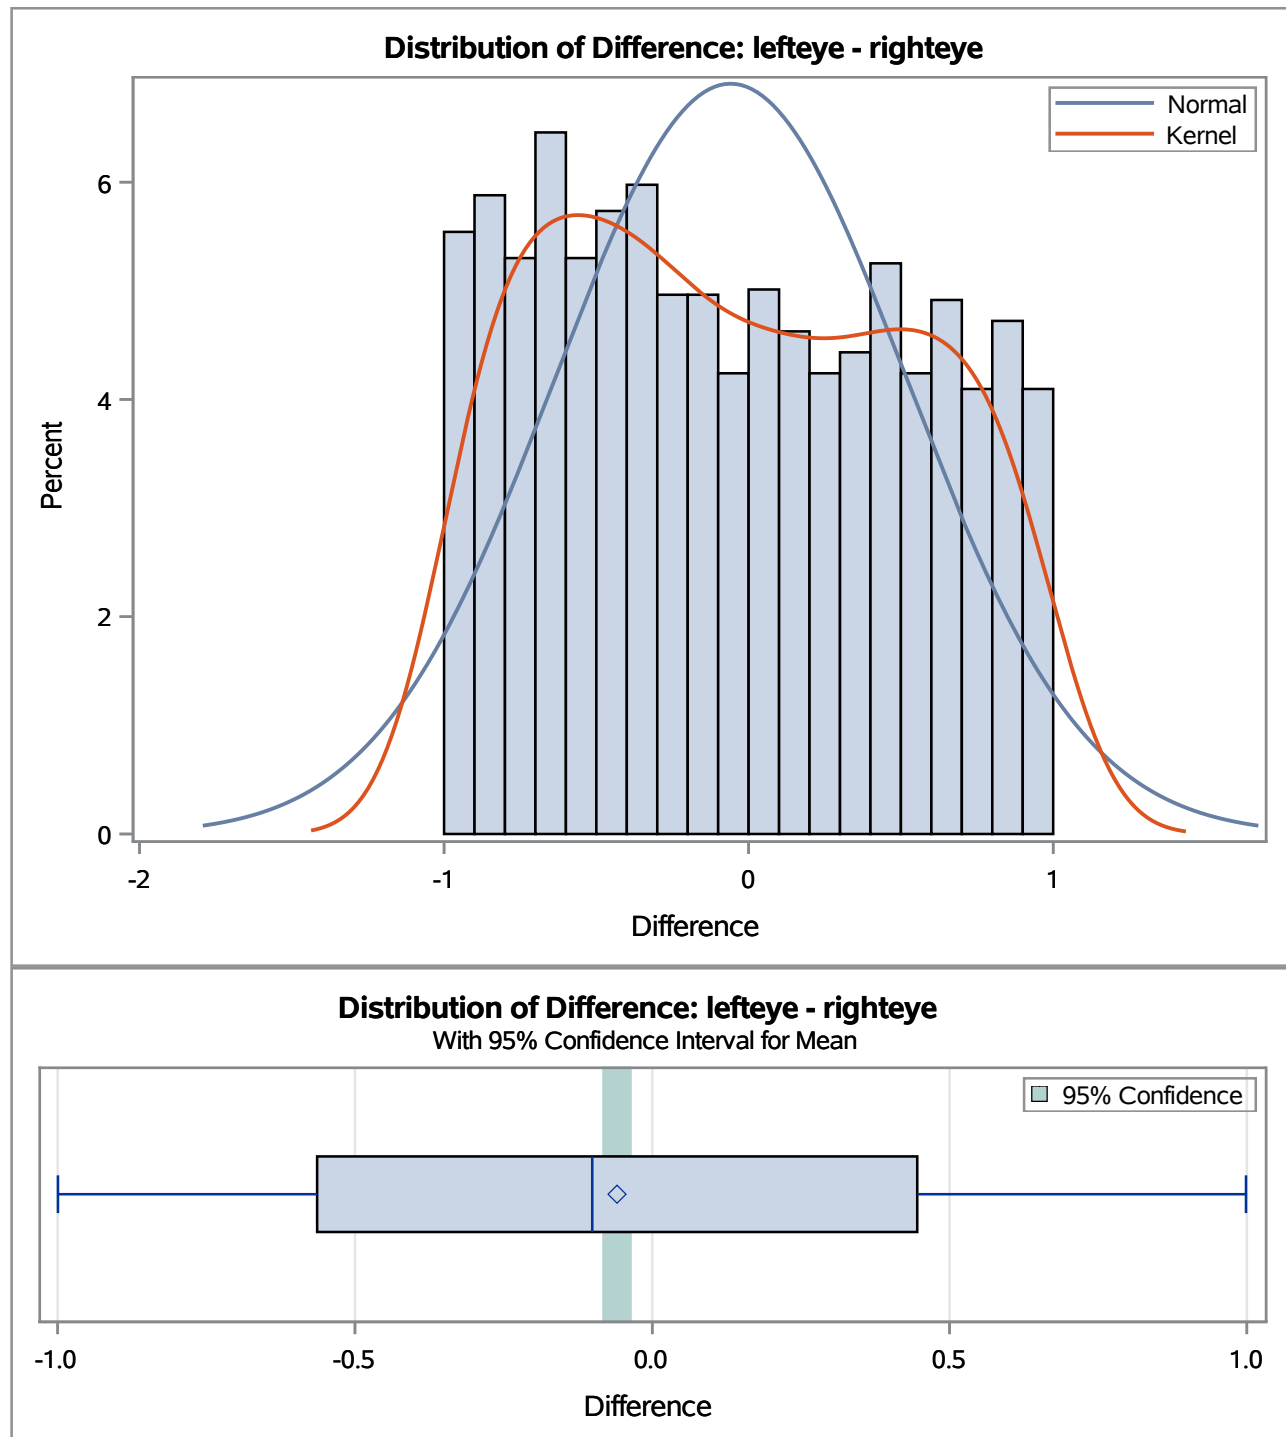 Distribution of Difference: lefteye - righteye
Normal
Kernel
6
4
2
0
Percent
-2 -1 0 1
Difference
Distribution of Difference: lefteye - righteye
With 95% Confidence Interval for Mean
95% Confidence
-1.0 -0.5 0.0 0.5 1.0
Difference